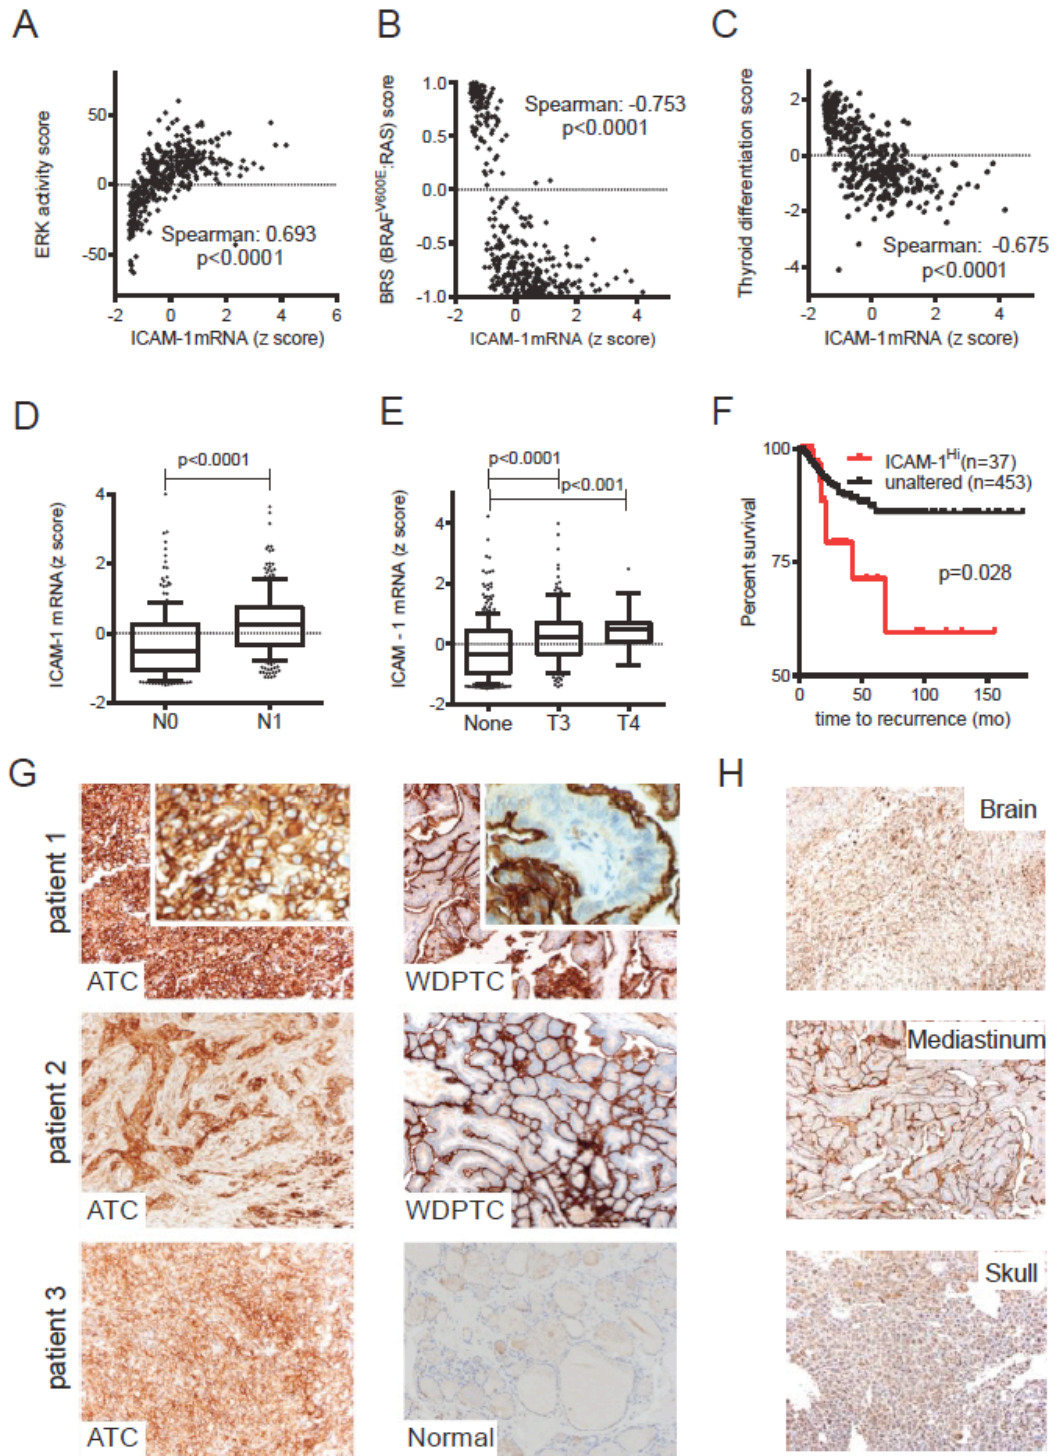 A
B
C
ERK activity score
50
0
-50
Spearman: 0.693
p<0.0001
-2
0
2
4
6
ICAM-1mRNA (z score)
BRS (BRAFV600E:RAS) score
1.0
0.5
0.0
-0.5
-1.0
Spearman: -0.753
p<0.0001
-2
0
2
4
ICAM-1mRNA (z score)
Thyroid differentiation score
2
0
-2
-4
Spearman: -0.675
p<0.0001
-2
0
2
4
ICAM-1mRNA (z score)
D
E
F
ICAM-1 mRNA (z score)
4
2
0
-2
p<0.0001
N0
N1
ICAM - 1 mRNA (z score)
4
2
0
-2
p<0.0001
p<0.001
None
T3
T4
Percent survival
100
75
50
ICAM-1Hi(n=37)
unaltered (n=453)
p=0.028
0
50
100
150
time to recurrence (mo)
G
H
patient 1
ATC
WDPTC
Brain
patient 2
ATC
WDPTC
Mediastinum
patient 3
ATC
Normal
Skull